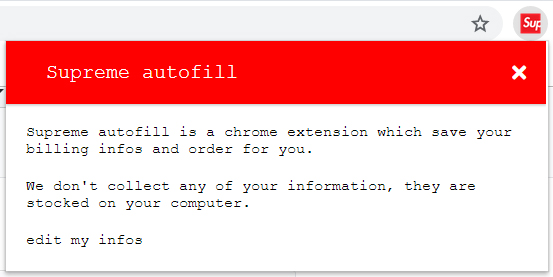 Sup
Supreme autofill
Supreme autofill is a chrome extension which save your
billing infos and order for you.
We don't collect any of your information, they are
stocked on your computer.
edit my infos